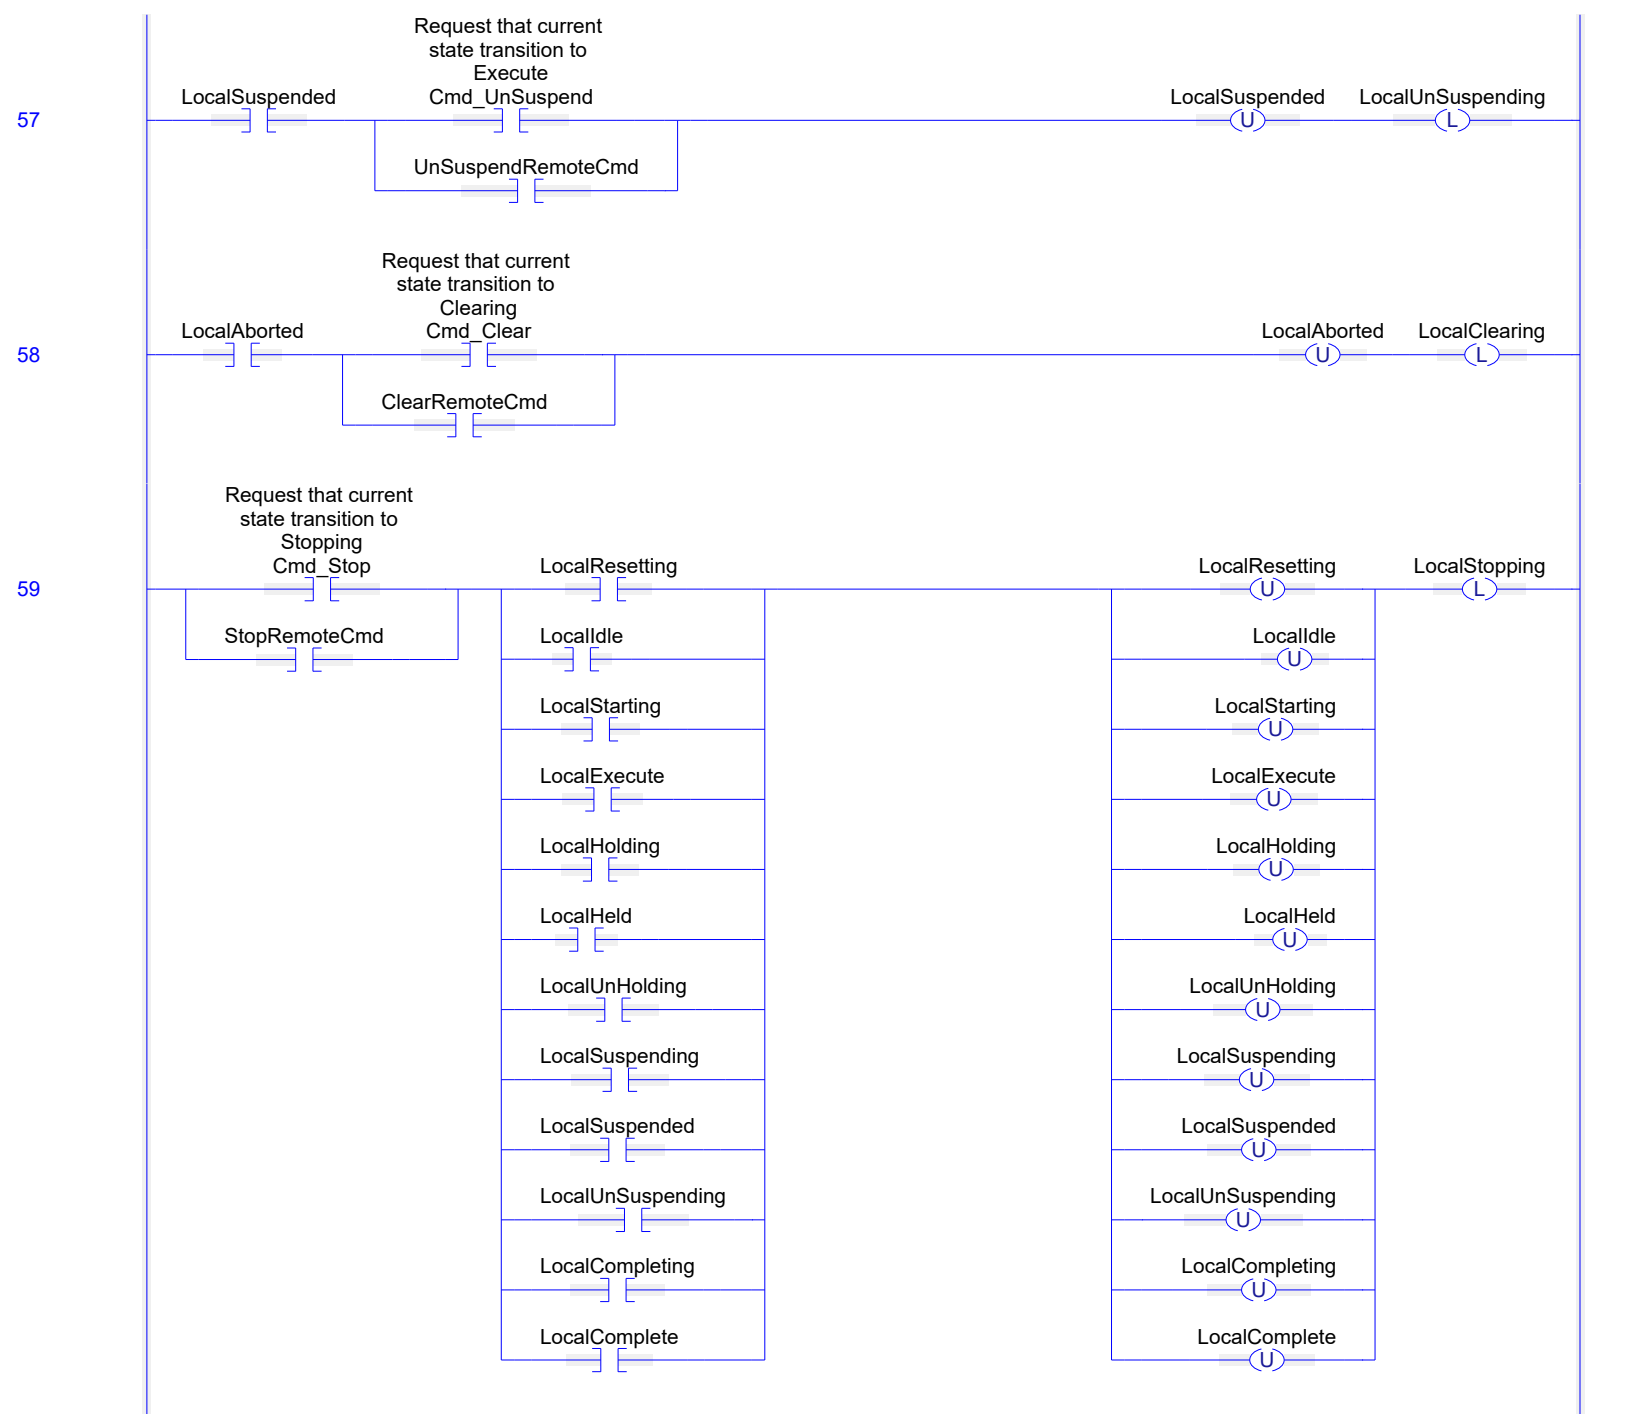 Request that current
state transition to
Execute
LocalSuspended Cmd_UnSuspend LocalSuspended LocalUnSuspending
57 U L
UnSuspendRemoteCmd
Request that current
state transition to
Clearing
LocalAborted Cmd_Clear LocalAborted LocalClearing
58 U L
ClearRemoteCmd
Request that current
state transition to
Stopping
Cmd_Stop LocalResetting LocalResetting LocalStopping
59 U L
StopRemoteCmd LocalIdle LocalIdle
U
LocalStarting LocalStarting
U
LocalExecute LocalExecute
U
LocalHolding LocalHolding
U
LocalHeld LocalHeld
U
LocalUnHolding LocalUnHolding
U
LocalSuspending LocalSuspending
U
LocalSuspended LocalSuspended
U
LocalUnSuspending LocalUnSuspending
U
LocalCompleting LocalCompleting
U
LocalComplete LocalComplete
U